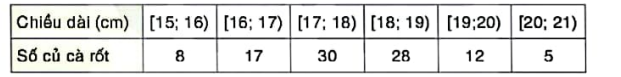 Chiều dài (cm) [15; 16) [16; 17) [17; 18) [18; 19) [19;20) [20; 21)
Số củ cà rốt 8 17 30 28 12 5